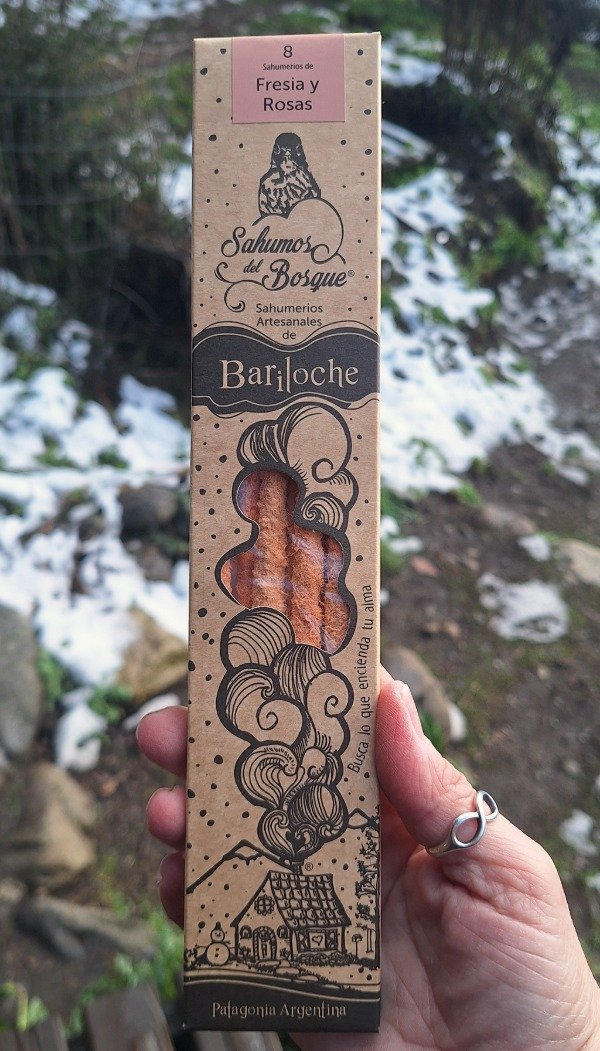 8
Sahumerios de
Fresia y
Rosas
Sahumos
del Bosque®
Sahumerios
Artesanales
de
Bariloche
Busca lo que encienda tu alma
®
Patagonia Argentina